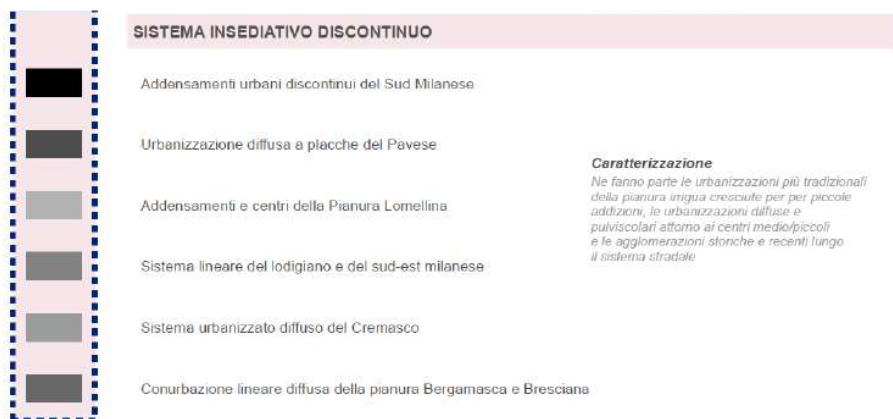 SISTEMA INSEDIATIVO DISCONTINUO
Addensamenti urbani discontinui del Sud Milanese
Urbanizzazione diffusa a placche del Pavese
Addensamenti e centri della Pianura Lomellina
Sistema lineare del lodigiano e del sud-est milanese
Sistema urbanizzato diffuso del Cremasco
Conurbazione lineare diffusa della pianura Bergamasca e Bresciana
Caratterizzazione
Ne fanno parte le urbanizzazioni più tradizionali
della pianura irrigua cresciute per per piccole
addizioni, le urbanizzazioni diffuse e
pulviscolari attorno ai centri medio/piccoli
e le agglomerazioni storiche e recenti lungo
il sistema stradale